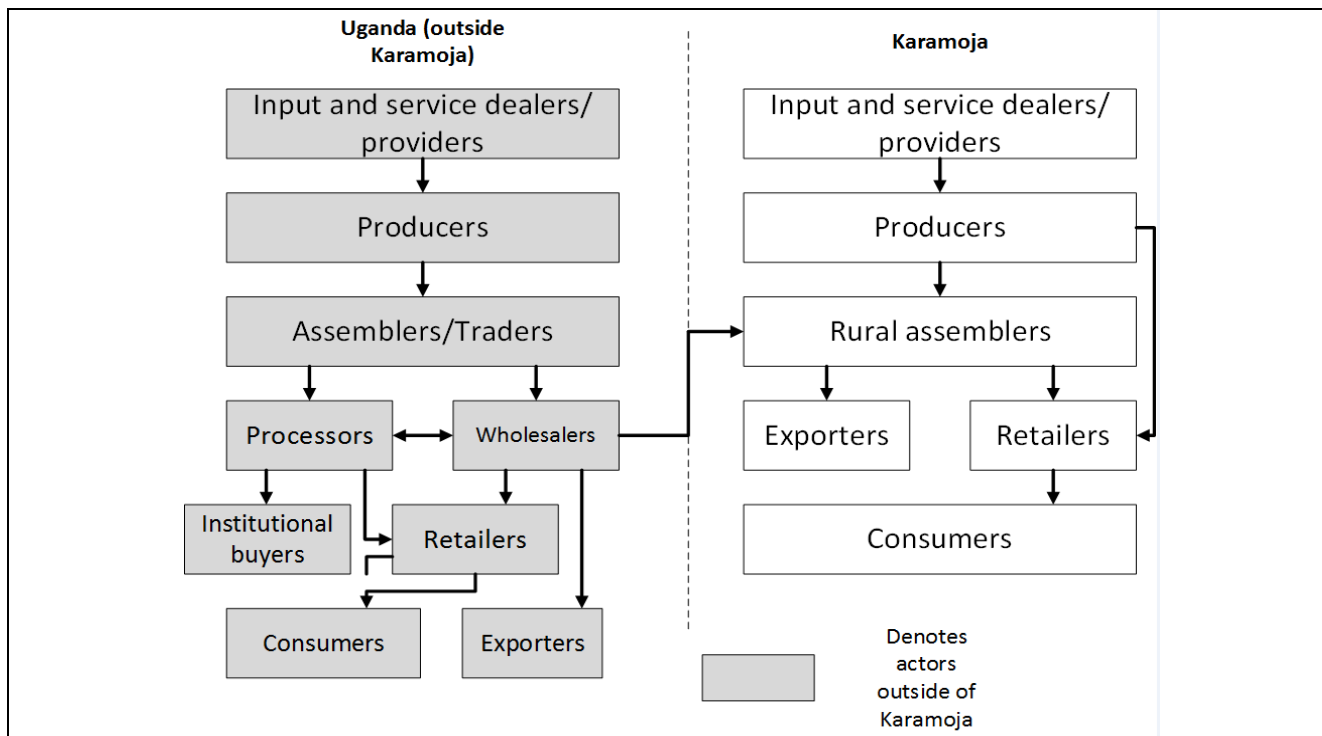 Uganda (outside
Karamoja)
Input and service dealers/
providers
Producers
Assemblers/Traders
Processors
Wholesalers
Institutional
buyers
Retailers
Consumers
Exporters
Karamoja
Input and service dealers/
providers
Producers
Rural assemblers
Exporters
Retailers
Consumers
Denotes
actors
outside of
Karamoja